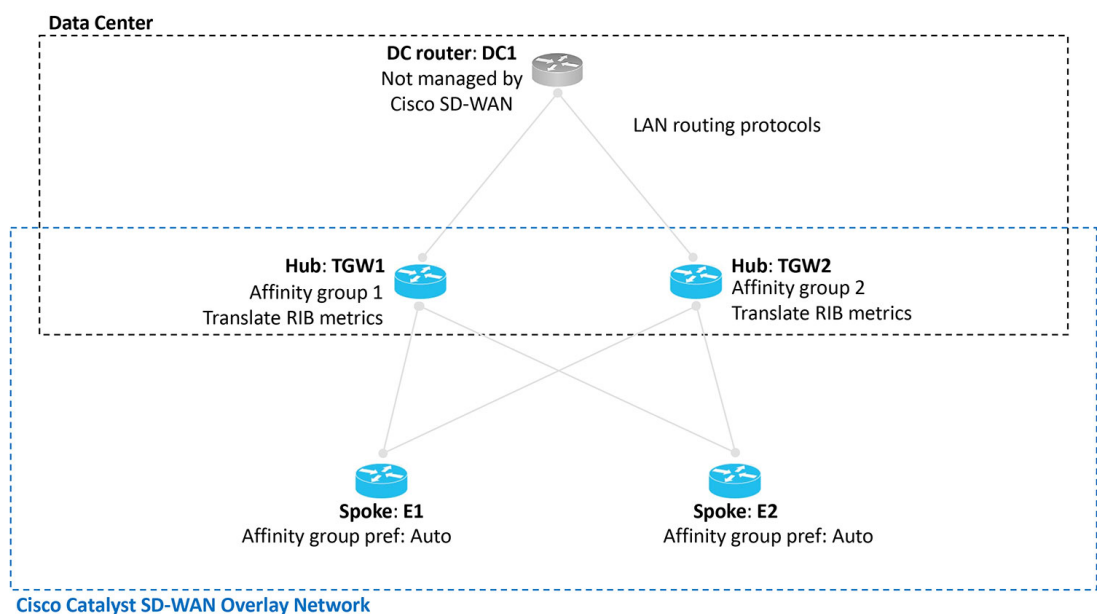 Data Center
DC router: DC1
Not managed by
Cisco SD-WAN
LAN routing protocols
Hub: TGW1
Affinity group 1
Translate RIB metrics
Hub: TGW2
Affinity group 2
Translate RIB metrics
Spoke: E1
Affinity group pref: Auto
Spoke: E2
Affinity group pref: Auto
Cisco Catalyst SD-WAN Overlay Network